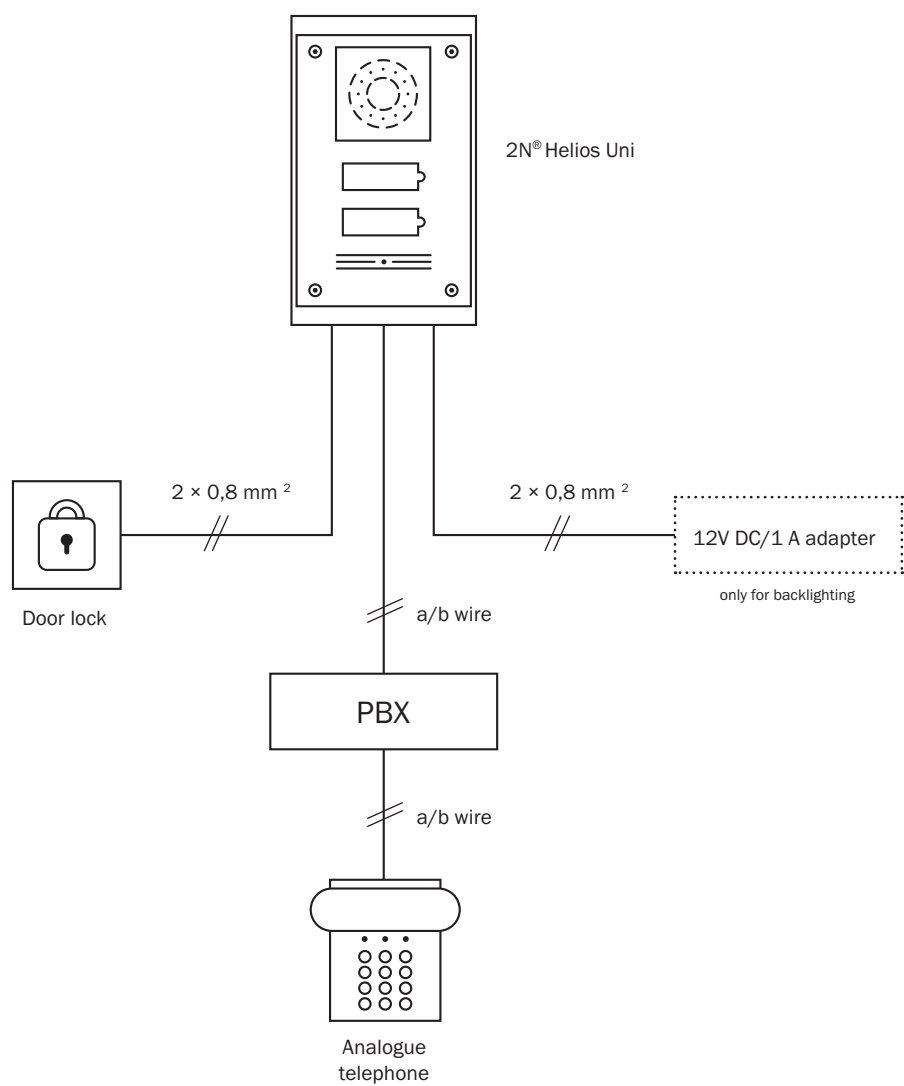 2N® Helios Uni
2 × 0,8 mm ²
2 × 0,8 mm ²
12V DC/1 A adapter
only for backlighting
Door lock
a/b wire
PBX
a/b wire
Analogue
telephone